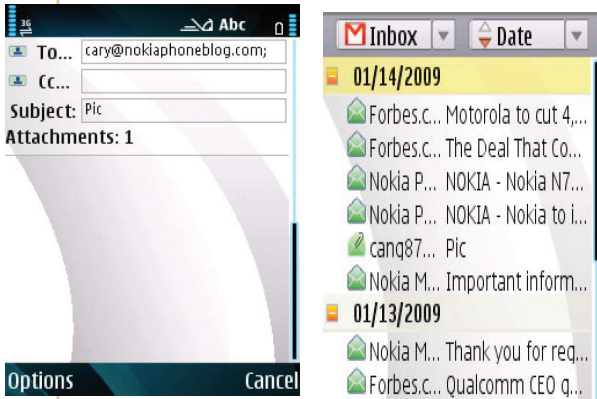 3G
Abc
To... cary@nokiaphoneblog.com;
Cc...
Subject: Pic
Attachments: 1
Options Cancel
Inbox Date
01/14/2009
Forbes.c... Motorola to cut 4,...
Forbes.c... The Deal That Co...
Nokia P... NOKIA - Nokia N7...
Nokia P... NOKIA - Nokia to i...
canq87... Pic
Nokia M... Important inform...
01/13/2009
Nokia M... Thank you for reg...
Forbes.c... Qualcomm CEO q...